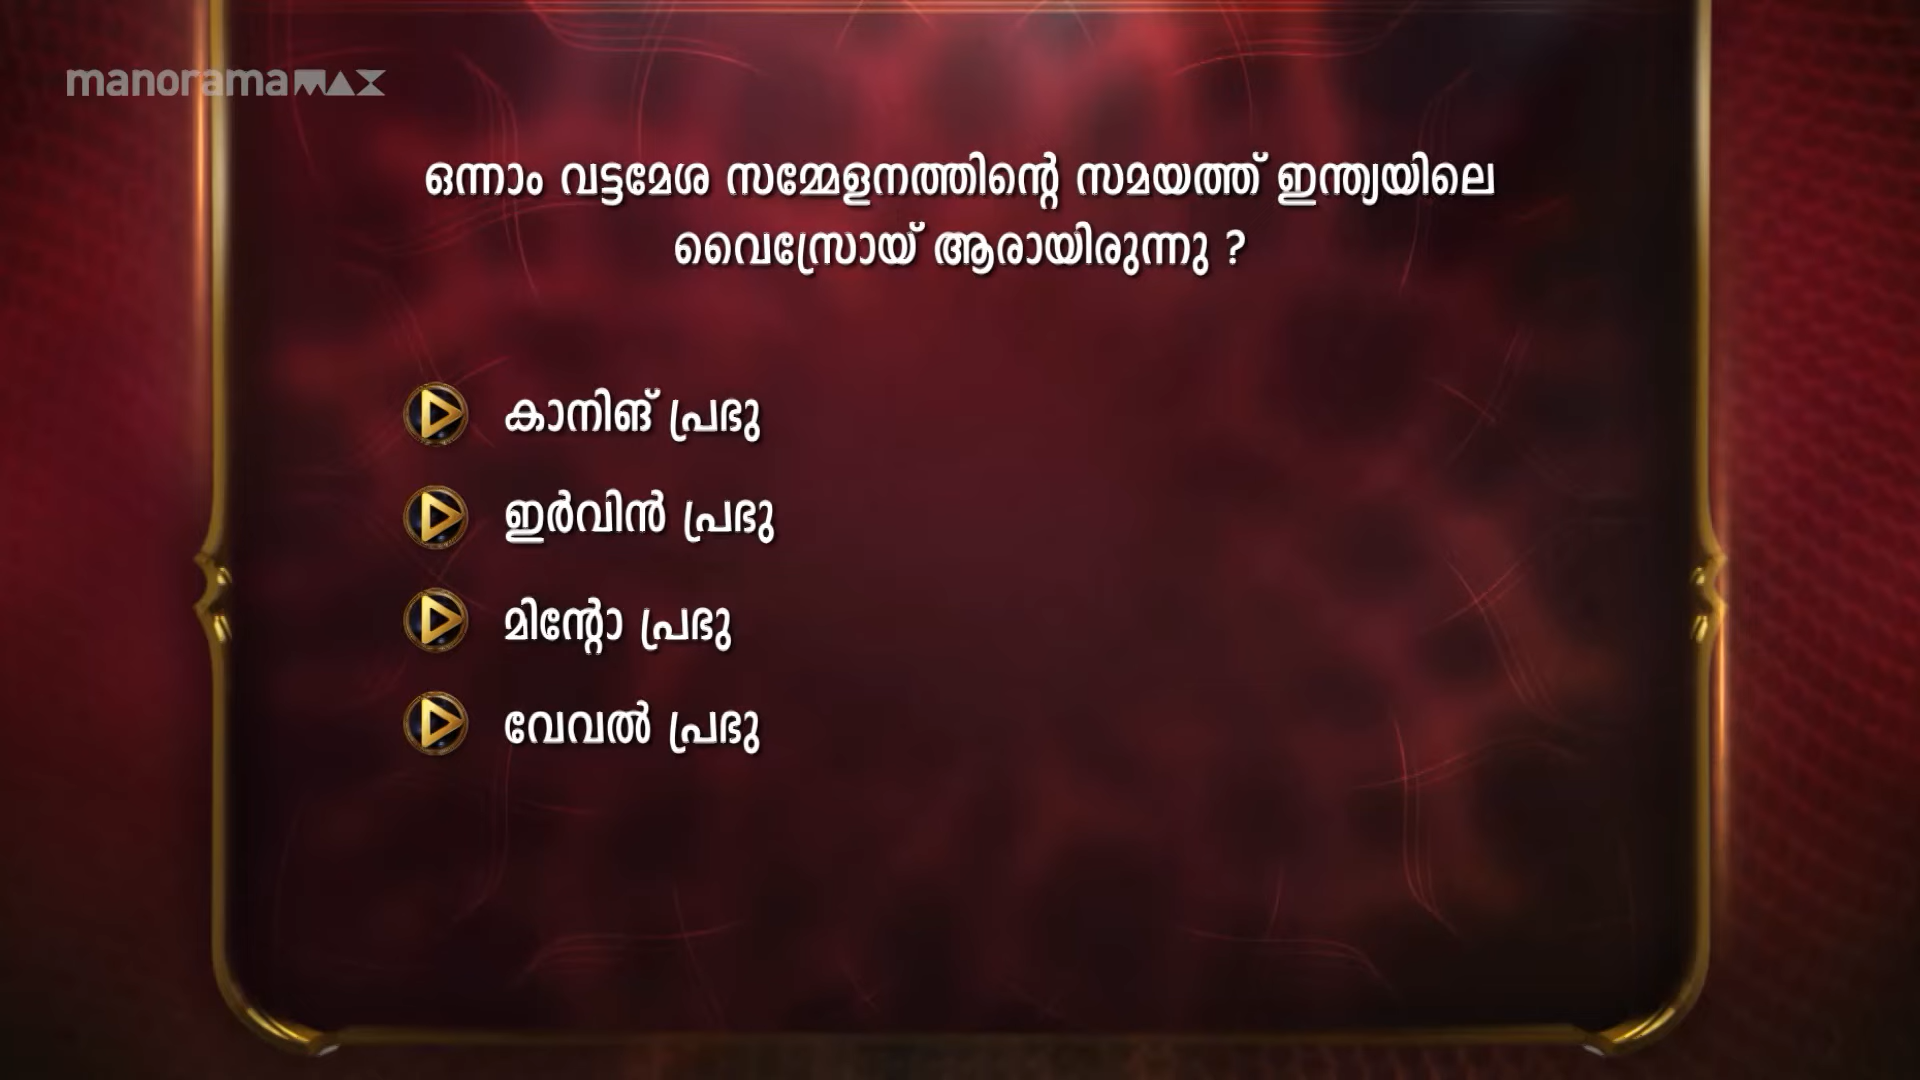 manoramaMAX
ഒന്നാം വട്ടമേശ സമ്മേളനത്തിന്റെ സമയത്ത് ഇന്ത്യയിലെ
വൈസ്രോയ് ആരായിരുന്നു ?
കാനിങ് പ്രഭു
ഇർവിൻ പ്രഭു
മിന്റോ പ്രഭു
വേവൽ പ്രഭു